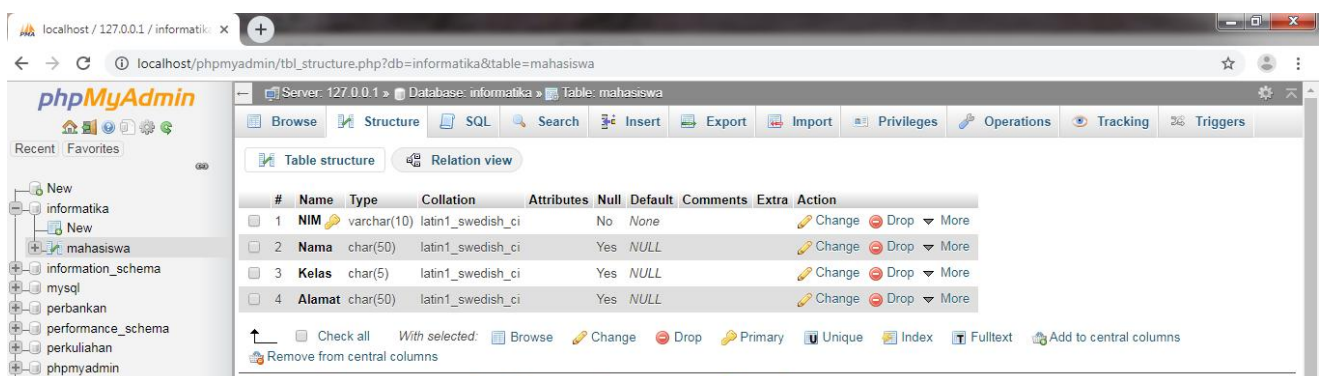 localhost / 127.0.0.1 / informatika
localhost/phpmyadmin/tbl_structure.php?db=informatika&table=mahasiswa
phpMyAdmin
Recent Favorites
New
informatika
New
mahasiswa
information_schema
mysql
perbankan
performance_schema
perkuliahan
phpmyadmin
Server: 127.0.0.1 » Database: informatika » Table: mahasiswa
Browse Structure SQL Search Insert Export Import Privileges Operations Tracking Triggers
Table structure Relation view
# Name Type Collation Attributes Null Default Comments Extra Action
1 NIM varchar(10) latin1_swedish_ci No None Change Drop More
2 Nama char(50) latin1_swedish_ci Yes NULL Change Drop More
3 Kelas char(5) latin1_swedish_ci Yes NULL Change Drop More
4 Alamat char(50) latin1_swedish_ci Yes NULL Change Drop More
Check all With selected: Browse Change Drop Primary Unique Index Fulltext Add to central columns
Remove from central columns